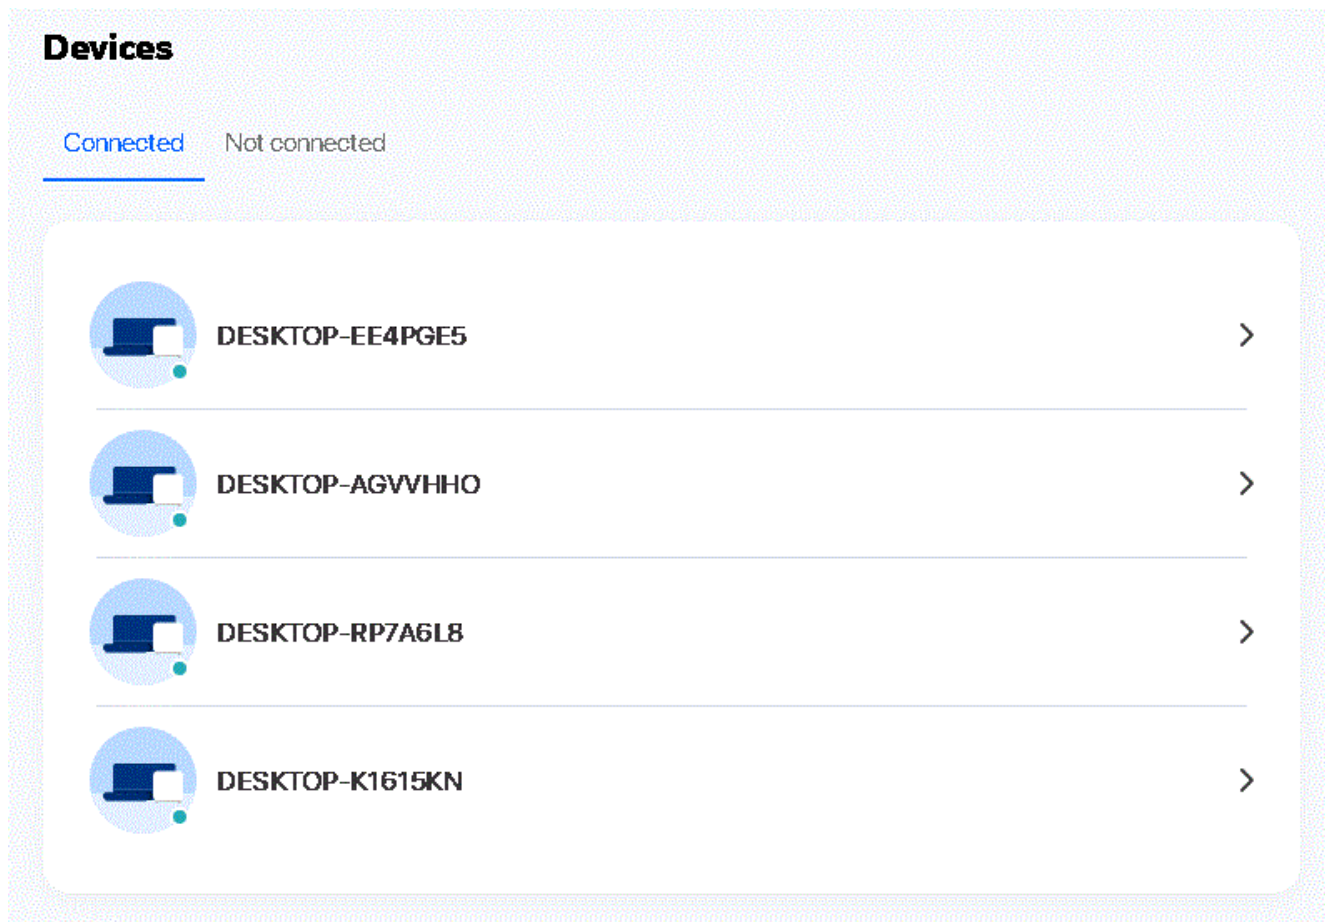 Devices
Connected Not connected
DESKTOP-EE4PGE5
DESKTOP-AGVVHHO
DESKTOP-RP7A6L8
DESKTOP-K1615KN